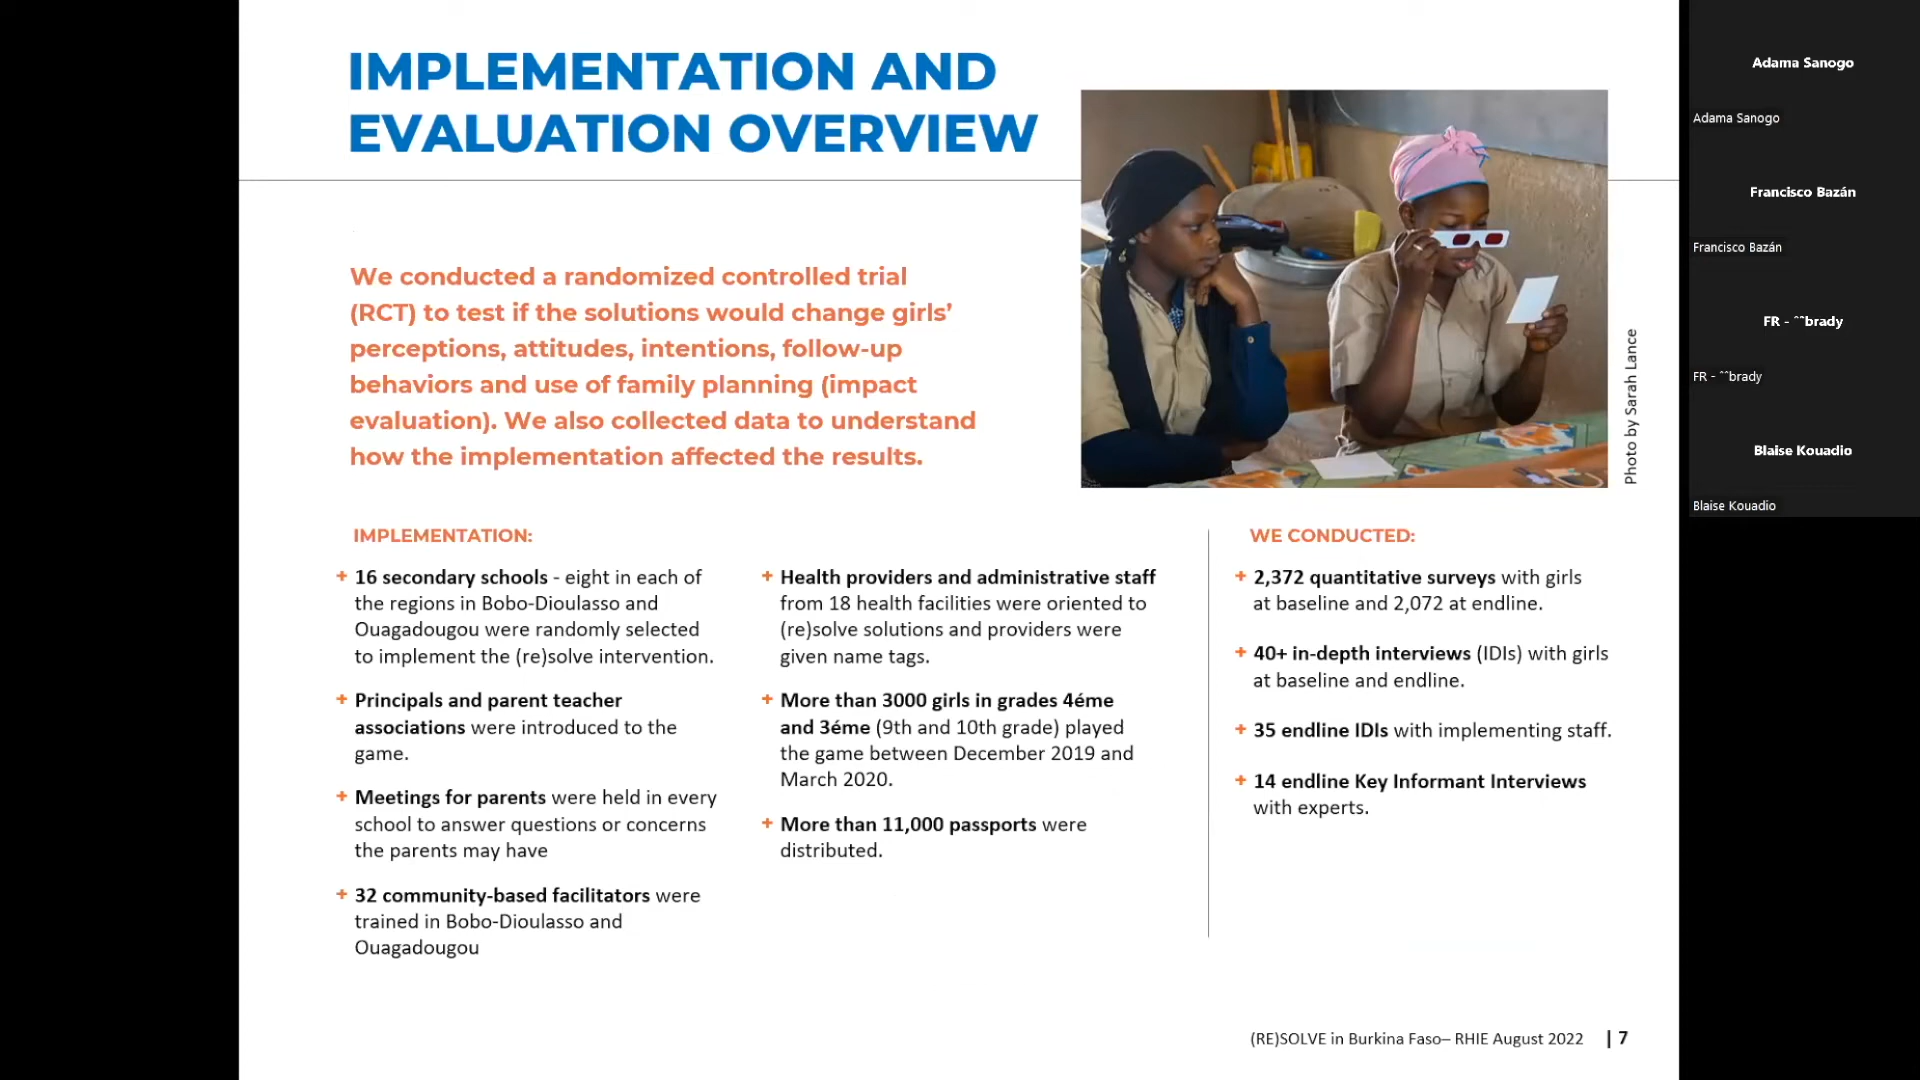 IMPLEMENTATION AND
EVALUATION OVERVIEW
We conducted a randomized controlled trial
(RCT) to test if the solutions would change girls’
perceptions, attitudes, intentions, follow-up
behaviors and use of family planning (impact
evaluation). We also collected data to understand
how the implementation affected the results.
Photo by Sarah Lance
IMPLEMENTATION:
+ 16 secondary schools - eight in each of
the regions in Bobo-Dioulasso and
Ouagadougou were randomly selected
to implement the (re)solve intervention.
+ Principals and parent teacher
associations were introduced to the
game.
+ Meetings for parents were held in every
school to answer questions or concerns
the parents may have
+ 32 community-based facilitators were
trained in Bobo-Dioulasso and
Ouagadougou
+ Health providers and administrative staff
from 18 health facilities were oriented to
(re)solve solutions and providers were
given name tags.
+ More than 3000 girls in grades 4éme
and 3éme (9th and 10th grade) played
the game between December 2019 and
March 2020.
+ More than 11,000 passports were
distributed.
WE CONDUCTED:
+ 2,372 quantitative surveys with girls
at baseline and 2,072 at endline.
+ 40+ in-depth interviews (IDIs) with girls
at baseline and endline.
+ 35 endline IDIs with implementing staff.
+ 14 endline Key Informant Interviews
with experts.
(RE)SOLVE in Burkina Faso– RHIE August 2022 | 7
Adama Sanogo
Adama Sanogo
Francisco Bazán
Francisco Bazán
FR - ˆˆbrady
FR - ˆˆbrady
Blaise Kouadio
Blaise Kouadio